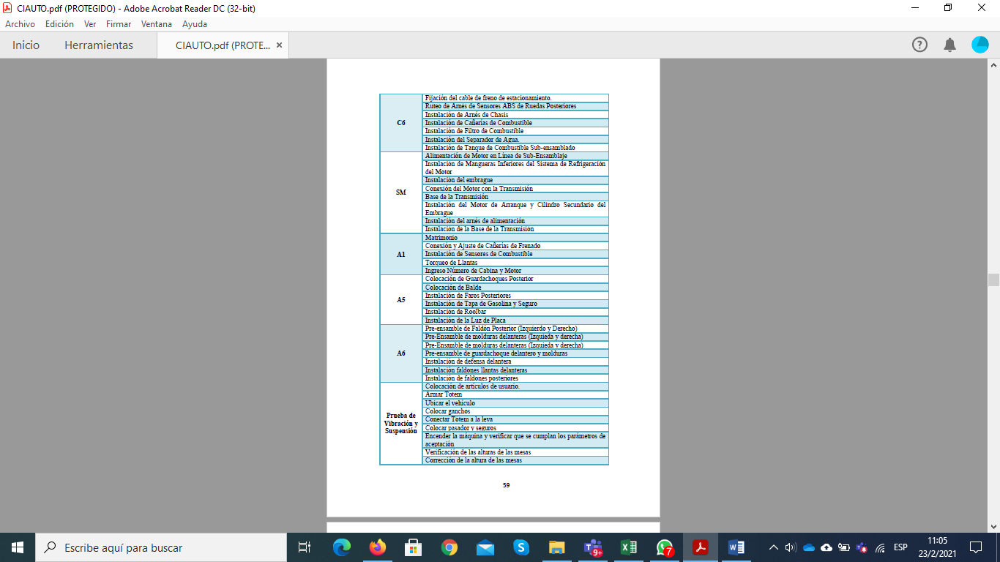 CIAUTO.pdf (PROTEGIDO) - Adobe Acrobat Reader DC (32-bit)
Archivo Edición Ver Firmar Ventana Ayuda
Inicio Herramientas CIAUTO.pdf (PROTE... ×
C6
Fijación del cable de freno de estacionamiento.
Ruteo de Arnés de Sensores ABS de Ruedas Posteriores
Instalación de Arnés de Chasis
Instalación de Cañerías de Combustible
Instalación de Filtro de Combustible
Instalación del Separador de Agua.
Instalación de Tanque de Combustible Sub-ensamblado
SM
Alimentación de Motor en Línea de Sub-Ensamblaje
Instalación de Mangueras Inferiores del Sistema de Refrigeración
del Motor
Instalación del embrague
Conexión del Motor con la Transmisión
Base de la Transmisión
Instalación del Motor de Arranque y Cilindro Secundario del
Embrague
Instalación del arnés de alimentación
Instalación de la Base de la Transmisión
A1
Matrimonio
Conexión y Ajuste de Cañerías de Frenado
Instalación de Sensores de Combustible
Torqueo de Llantas
Ingreso Número de Cabina y Motor
A5
Colocación de Guardachoques Posterior
Colocación de Balde
Instalación de Faros Posteriores
Instalación de Tapa de Gasolina y Seguro
Instalación de Roolbar
Instalación de la Luz de Placa
A6
Pre-ensamble de Faldón Posterior (Izquierdo y Derecho)
Pre-Ensamble de molduras delanteras (Izquieda y derecha)
Pre-Ensamble de molduras delanteras (Izquieda y derecha)
Pre-ensamble de guardachoque delantero y molduras
Instalación de defensa delantera
Instalación faldones llantas delanteras
Instalación de faldones posteriores
Prueba de
Vibración y
Suspensión
Colocación de artículos de usuario.
Armar Totem
Ubicar el vehículo
Colocar ganchos
Conectar Totem a la leva
Colocar pasador y seguros
Encender la máquina y verificar que se cumplan los parámetros de
aceptación
Verificación de las alturas de las mesas
Corrección de la altura de las mesas
59
Escribe aquí para buscar
9+
7
ESP
11:05
23/2/2021